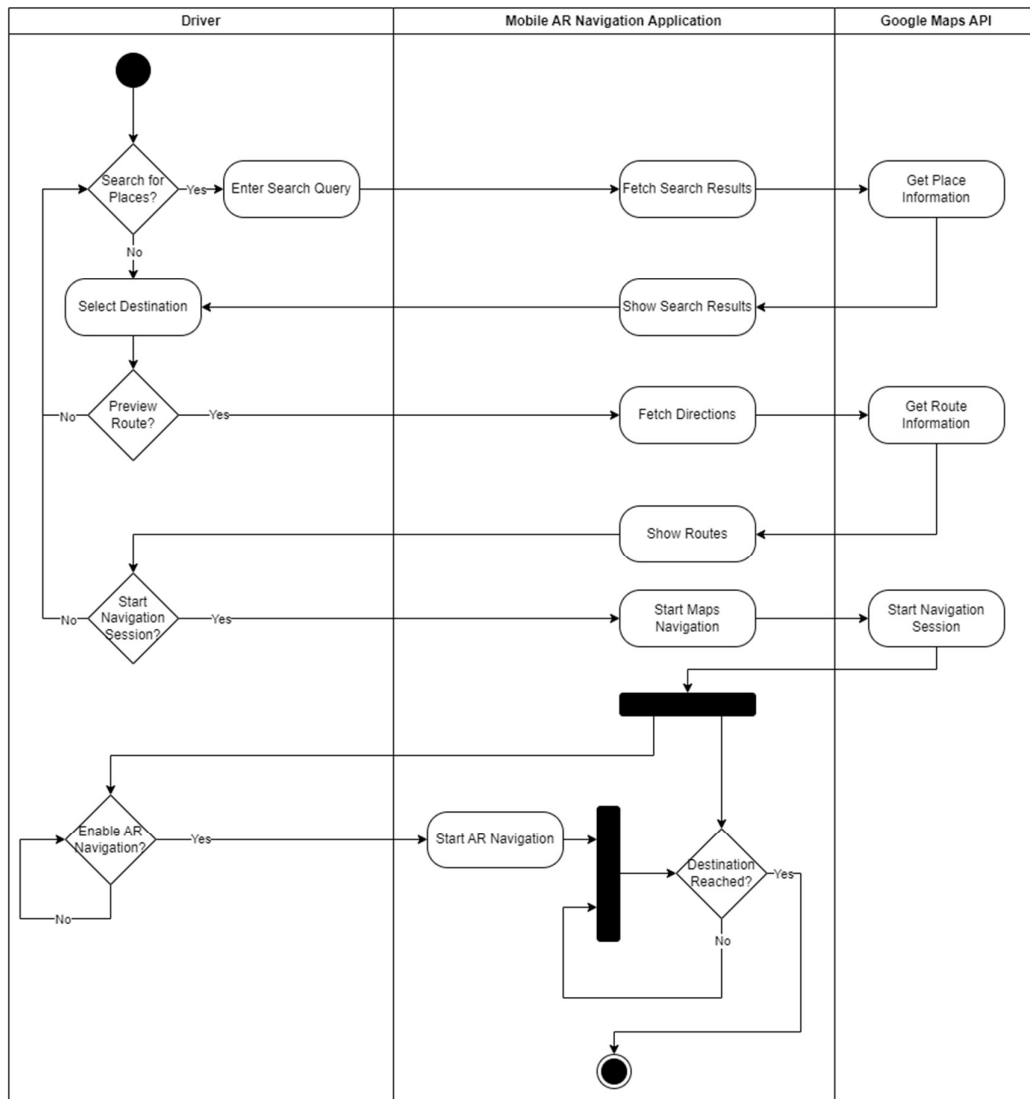 Driver
Mobile AR Navigation Application
Google Maps API
Search for
Places?
Yes
Enter Search Query
Fetch Search Results
Get Place
Information
No
Select Destination
Show Search Results
Preview
Route?
No
Yes
Fetch Directions
Get Route
Information
Show Routes
Start
Navigation
Session?
No
Yes
Start Maps
Navigation
Start Navigation
Session
Enable AR
Navigation?
Yes
No
Start AR Navigation
Destination
Reached?
Yes
No